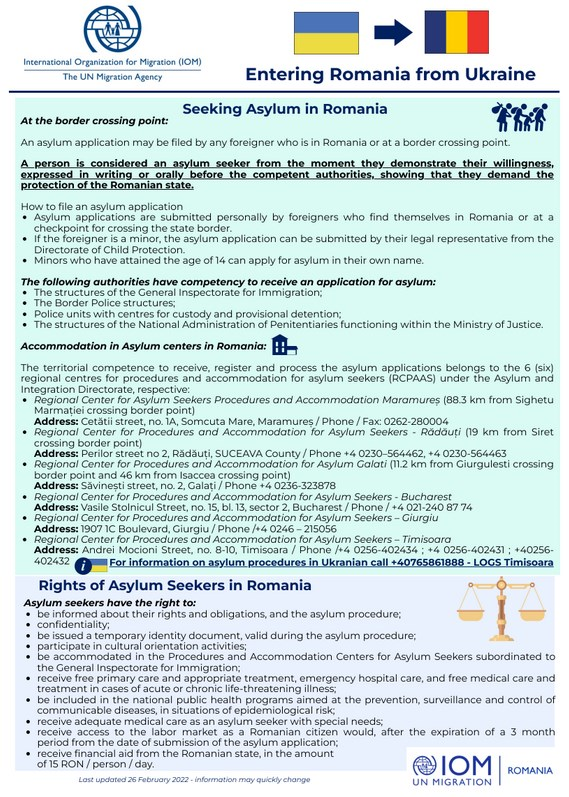 International Organization for Migration (IOM)
The UN Migration Agency
Entering Romania from Ukraine
Seeking Asylum in Romania
At the border crossing point:
An asylum application may be filed by any foreigner who is in Romania or at a border crossing point.
A person is considered an asylum seeker from the moment they demonstrate their willingness,
expressed in writing or orally before the competent authorities, showing that they demand the
protection of the Romanian state.
How to file an asylum application
• Asylum applications are submitted personally by foreigners who find themselves in Romania or at a
checkpoint for crossing the state border.
• If the foreigner is a minor, the asylum application can be submitted by their legal representative from the
Directorate of Child Protection.
• Minors who have attained the age of 14 can apply for asylum in their own name.
The following authorities have competency to receive an application for asylum:
• The structures of the General Inspectorate for Immigration;
• The Border Police structures;
• Police units with centres for custody and provisional detention;
• The structures of the National Administration of Penitentiaries functioning within the Ministry of Justice.
Accommodation in Asylum centers in Romania:
The territorial competence to receive, register and process the asylum applications belongs to the 6 (six)
regional centres for procedures and accommodation for asylum seekers (RCPAAS) under the Asylum and
Integration Directorate, respective:
• Regional Center for Asylum Seekers Procedures and Accommodation Maramureș (88.3 km from Sighetu
Marmației crossing border point)
Address: Cetătii street, no. 1A, Somcuta Mare, Maramureș / Phone / Fax: 0262-280004
• Regional Center for Procedures and Accommodation for Asylum Seekers - Rădăuți (19 km from Siret
crossing border point)
Address: Perilor street no 2, Rădăuți, SUCEAVA County / Phone +4 0230–564462, +4 0230-564463
• Regional Center for Procedures and Accommodation for Asylum Seekers Galati (11.2 km from Giurgulesti crossing
border point and 46 km from Isaccea crossing point)
Address: Săvinești street, no. 2, Galați / Phone +4 0236-323878
• Regional Center for Procedures and Accommodation for Asylum Seekers - Bucharest
Address: Vasile Stolnicul Street, no. 15, bl. 13, sector 2, Bucharest / Phone / +4 021-240 87 74
• Regional Center for Procedures and Accommodation for Asylum Seekers – Giurgiu
Address: 1907 1C Boulevard, Giurgiu / Phone /+4 0246 – 215056
• Regional Center for Procedures and Accommodation for Asylum Seekers – Timisoara
Address: Andrei Mocioni Street, no. 8-10, Timisoara / Phone /+4 0256-402434 ; +4 0256-402431 ; +40256-
402432 i For information on asylum procedures in Ukranian call +40765861888 - LOGS Timisoara
Rights of Asylum Seekers in Romania
Asylum seekers have the right to:
• be informed about their rights and obligations, and the asylum procedure;
• confidentiality;
• be issued a temporary identity document, valid during the asylum procedure;
• participate in cultural orientation activities;
• be accommodated in the Procedures and Accommodation Centers for Asylum Seekers subordinated to
the General Inspectorate for Immigration;
• receive free primary care and appropriate treatment, emergency hospital care, and free medical care and
treatment in cases of acute or chronic life-threatening illness;
• be included in the national public health programs aimed at the prevention, surveillance and control of
communicable diseases, in situations of epidemiological risk;
• receive adequate medical care as an asylum seeker with special needs;
• receive access to the labor market as a Romanian citizen would, after the expiration of a 3 month
period from the date of submission of the asylum application;
• receive financial aid from the Romanian state, in the amount
of 15 RON / person / day.
Last updated 26 February 2022 - information may quickly change
IOM
UN MIGRATION
ROMANIA